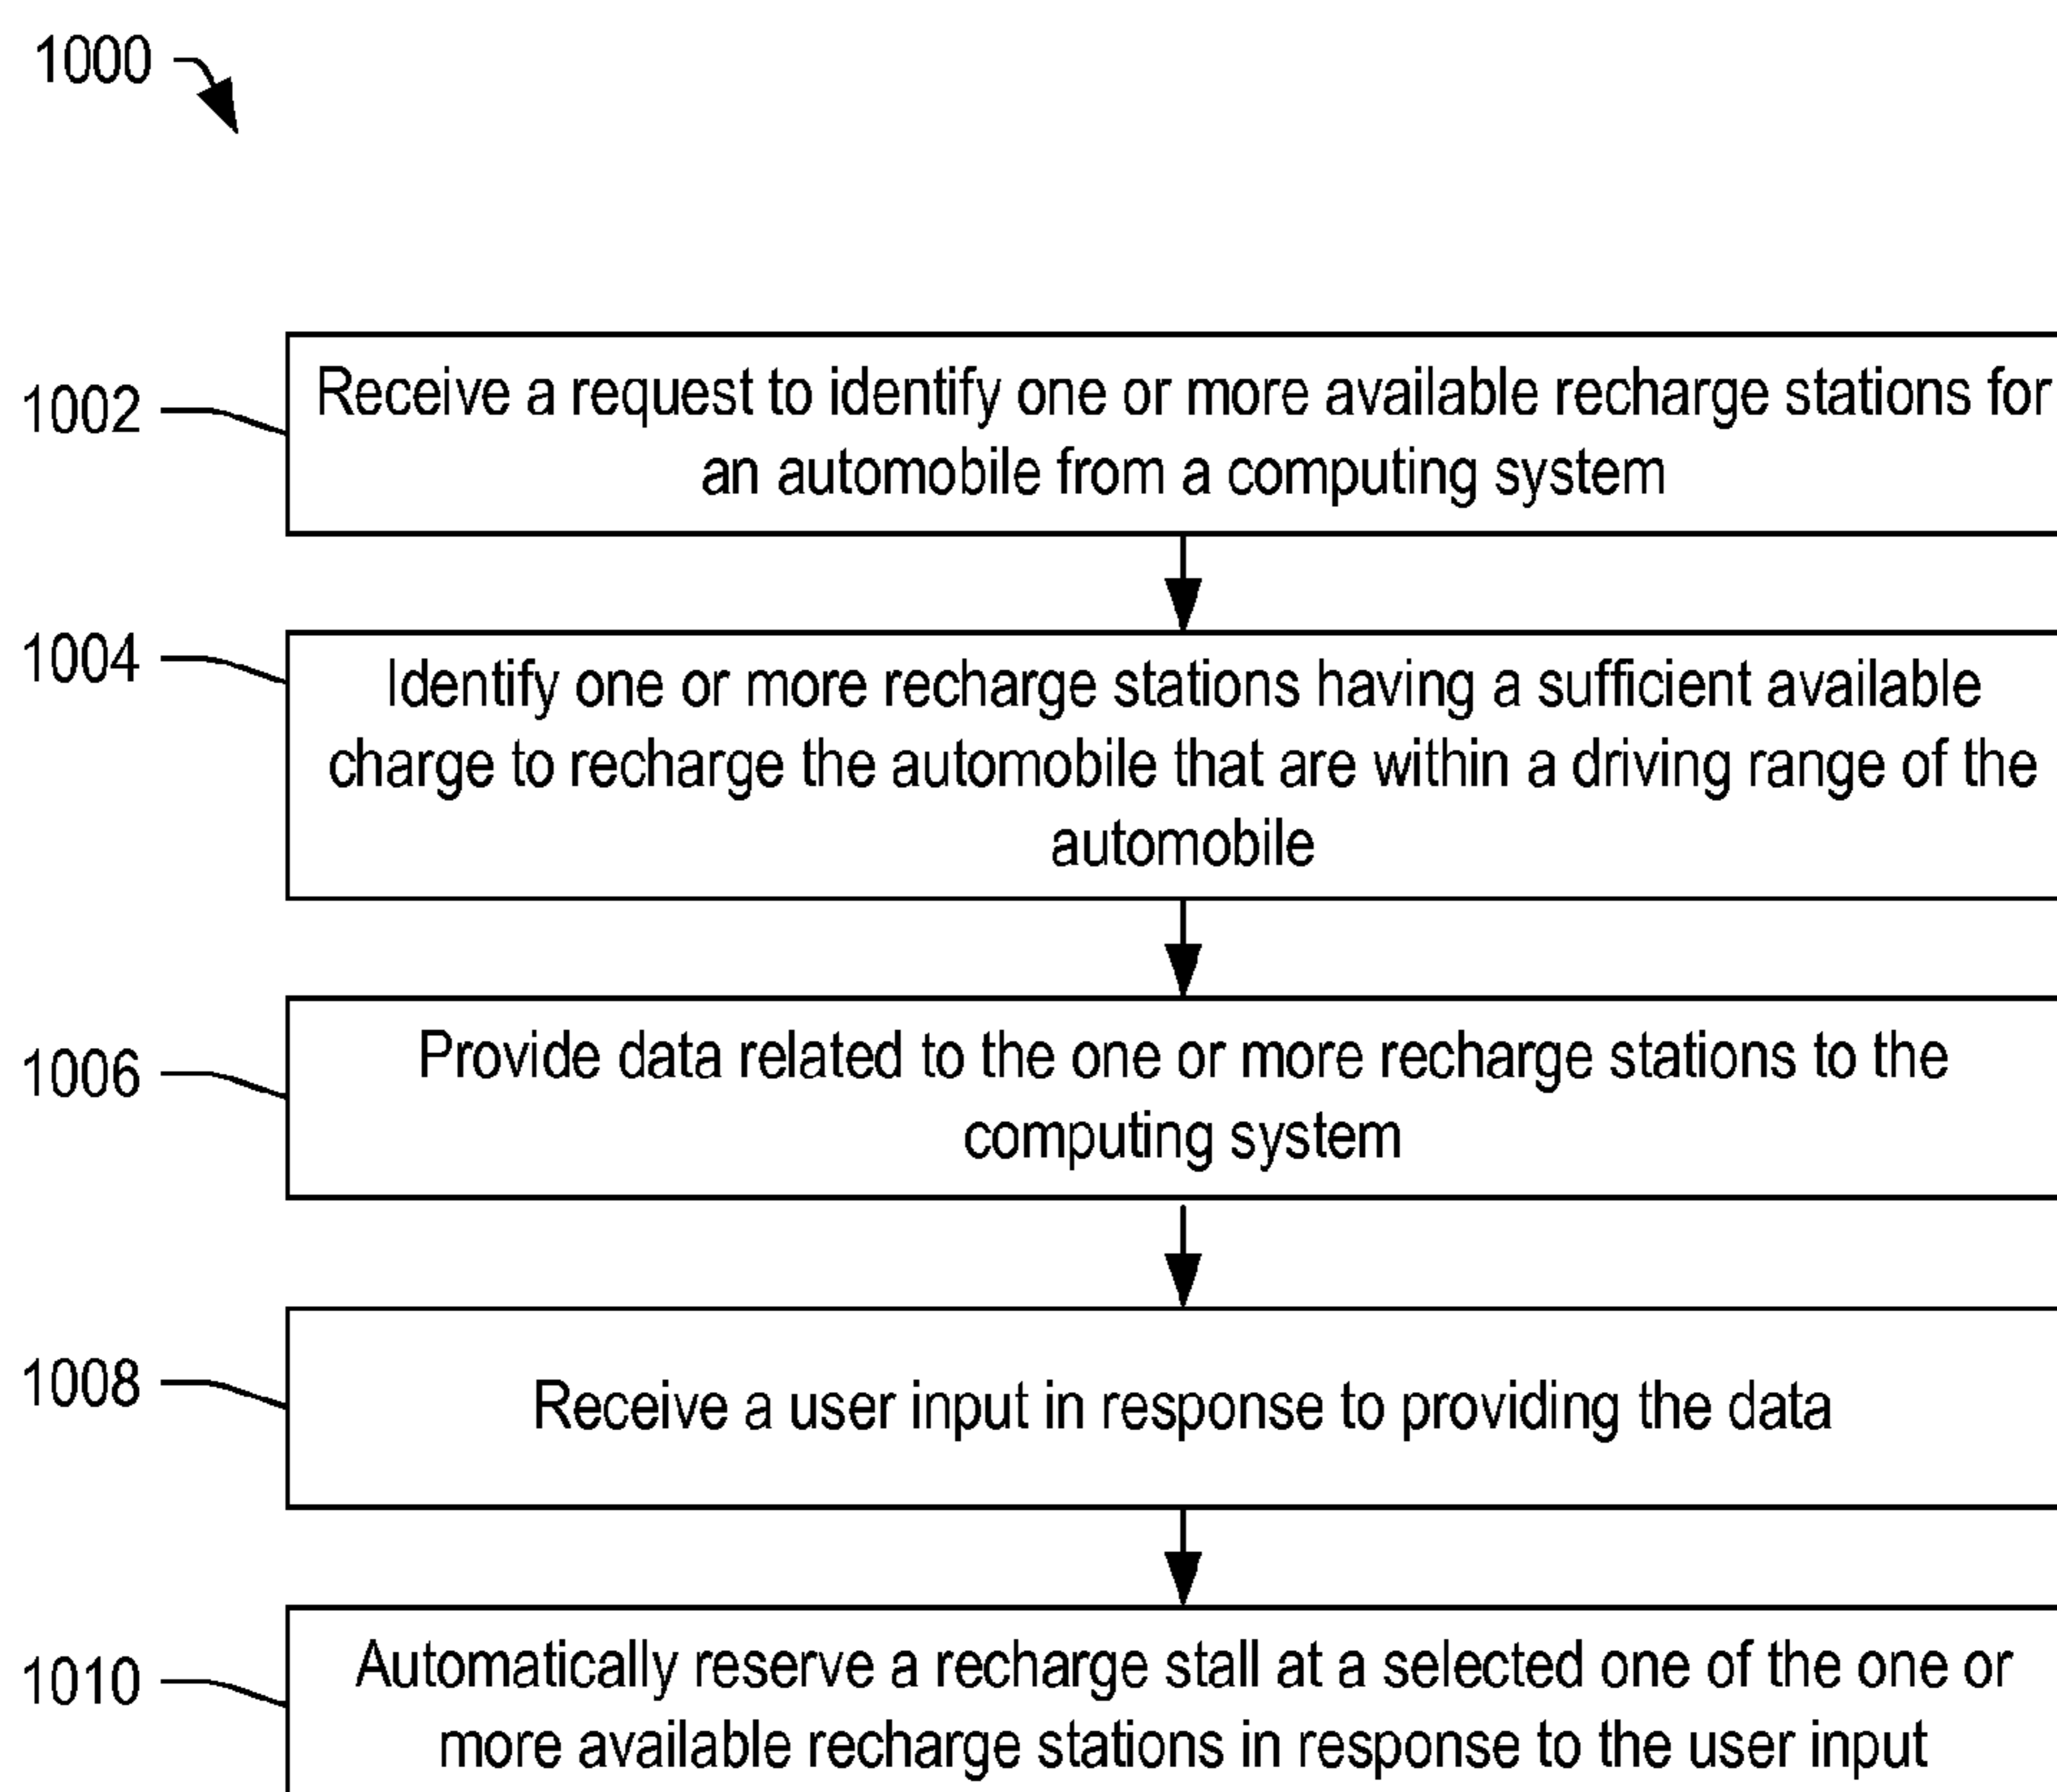 1000
1002
Receive a request to identify one or more available recharge stations for
an automobile from a computing system
1004
Identify one or more recharge stations having a sufficient available
charge to recharge the automobile that are within a driving range of the
automobile
1006
Provide data related to the one or more recharge stations to the
computing system
1008
Receive a user input in response to providing the data
1010
Automatically reserve a recharge stall at a selected one of the one or
more available recharge stations in response to the user input